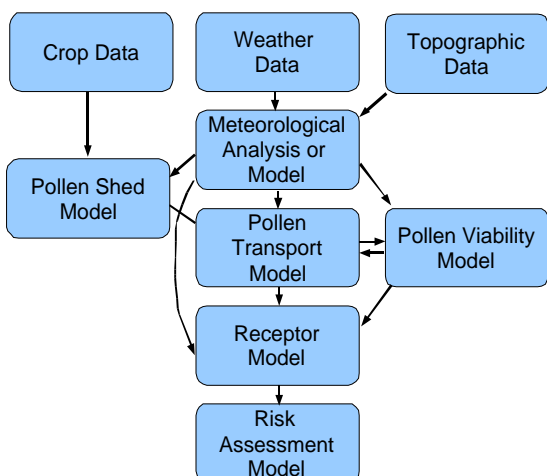 Crop Data
Weather
Data
Topographic
Data
Meteorological
Analysis or
Model
Pollen Shed
Model
Pollen
Transport
Model
Pollen Viability
Model
Receptor
Model
Risk
Assessment
Model